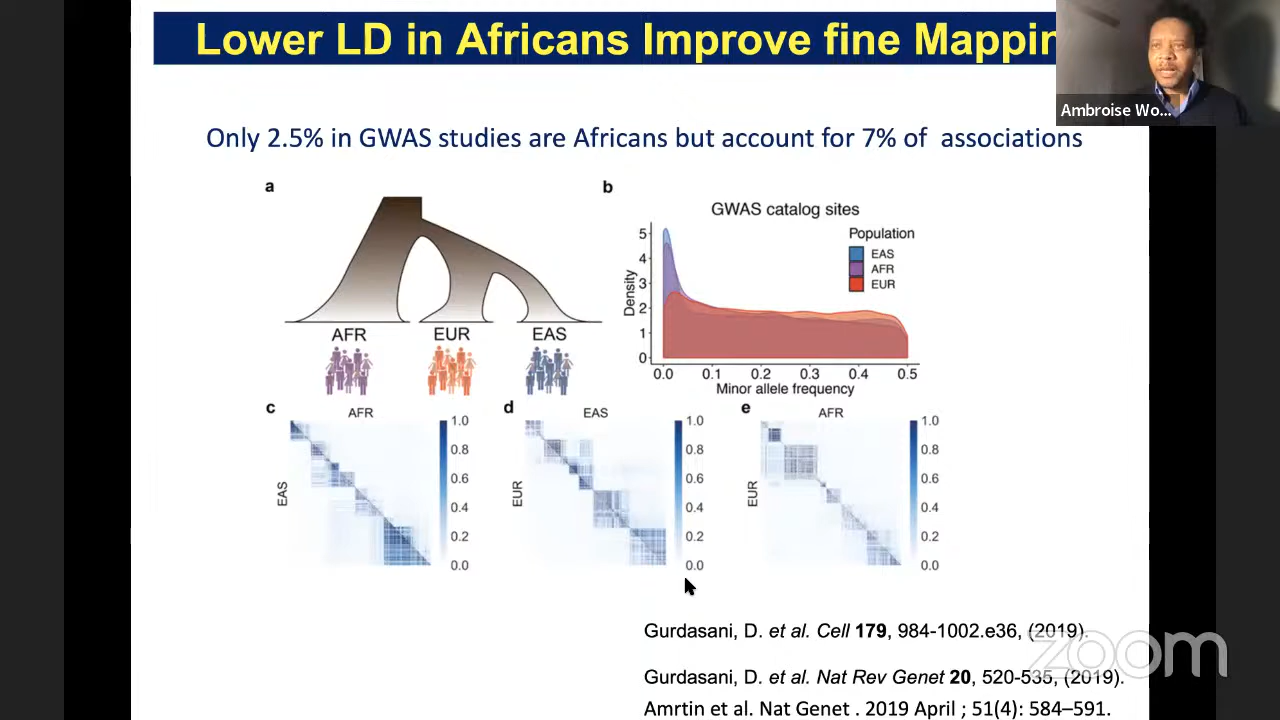 Lower LD in Africans Improve fine Mappin
Ambroise Wo...
Only 2.5% in GWAS studies are Africans but account for 7% of associations
a
AFR
EUR
EAS
b
GWAS catalog sites
Population
EAS
AFR
EUR
Density
5
4
3
2
1
0
0.0 0.1 0.2 0.3 0.4 0.5
Minor allele frequency
c
AFR
EAS
1.0
0.8
0.6
0.4
0.2
0.0
d
EAS
EUR
1.0
0.8
0.6
0.4
0.2
0.0
e
AFR
EUR
1.0
0.8
0.6
0.4
0.2
0.0
Gurdasani, D. et al. Cell 179, 984-1002.e36, (2019).
zoom
Gurdasani, D. et al. Nat Rev Genet 20, 520-535, (2019).
Amrtin et al. Nat Genet . 2019 April ; 51(4): 584–591.